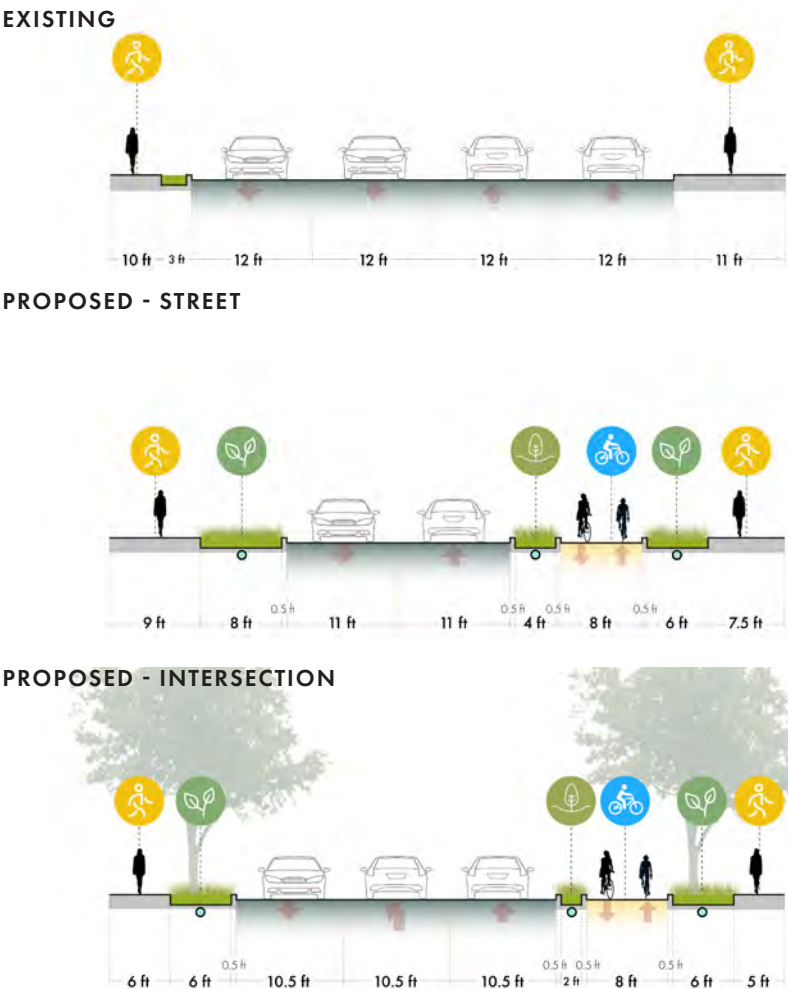 EXISTING
10 ft 3 ft 12 ft 12 ft 12 ft 12 ft 11 ft
PROPOSED - STREET
0.5 ft 0.5 ft 0.5 ft 0.5 ft
9 ft 8 ft 11 ft 11 ft 4 ft 8 ft 6 ft 7.5 ft
PROPOSED - INTERSECTION
0.5 ft 0.5 ft 0.5 ft 0.5 ft
6 ft 6 ft 10.5 ft 10.5 ft 10.5 ft 2 ft 8 ft 6 ft 5 ft